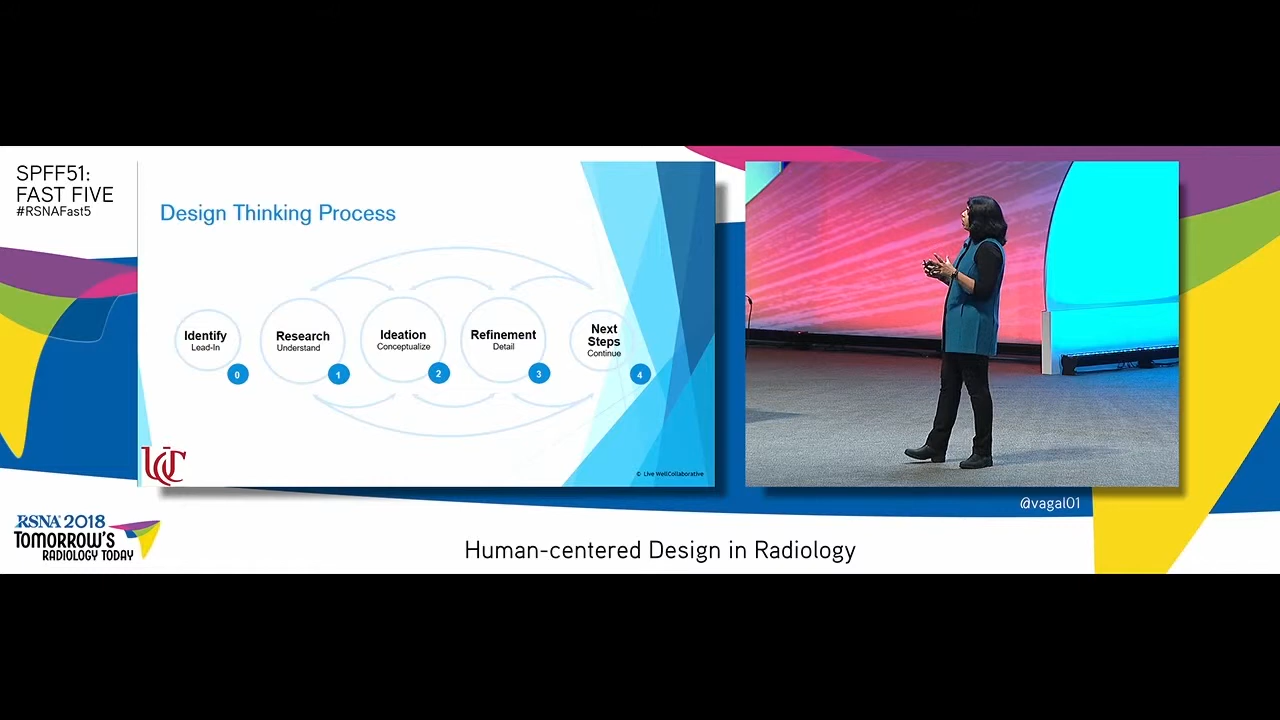 SPFF51:
FAST FIVE
#RSNAFast5
Design Thinking Process
Identify
Lead-In
0
Research
Understand
1
Ideation
Conceptualize
2
Refinement
Detail
3
Next
Steps
Continue
4
UC
© Live WellCollaborative
@vagal01
RSNA® 2018
TOMORROW'S
RADIOLOGY TODAY
Human-centered Design in Radiology